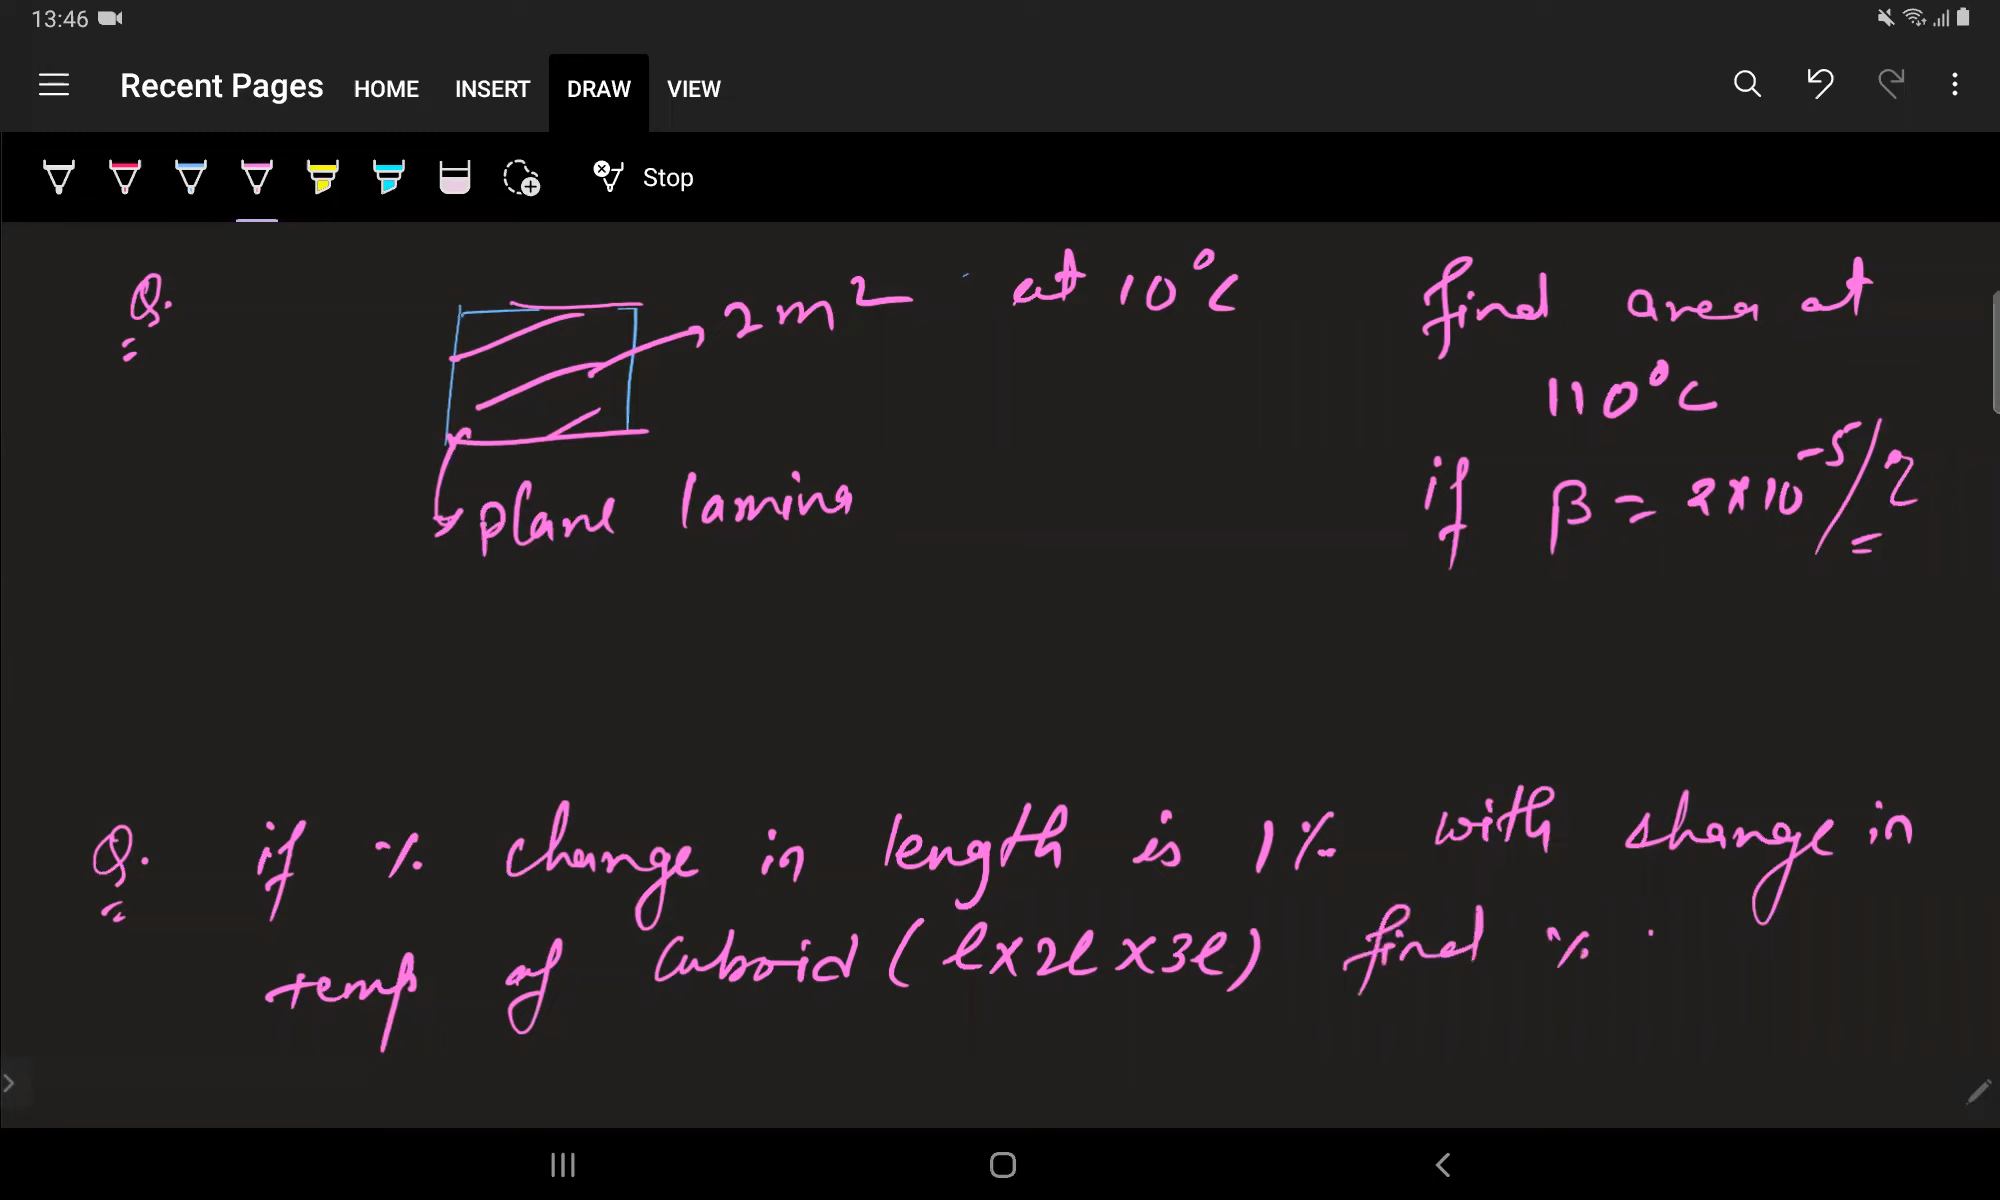 13:46
Recent Pages HOME INSERT DRAW VIEW
Stop
Q. 2m² at 10°C find area at
110°C
if β = 2×10⁻⁵/2
plane lamina
Q. if % change in length is 1% with change in
temp of cuboid (l×2l×3l) find %